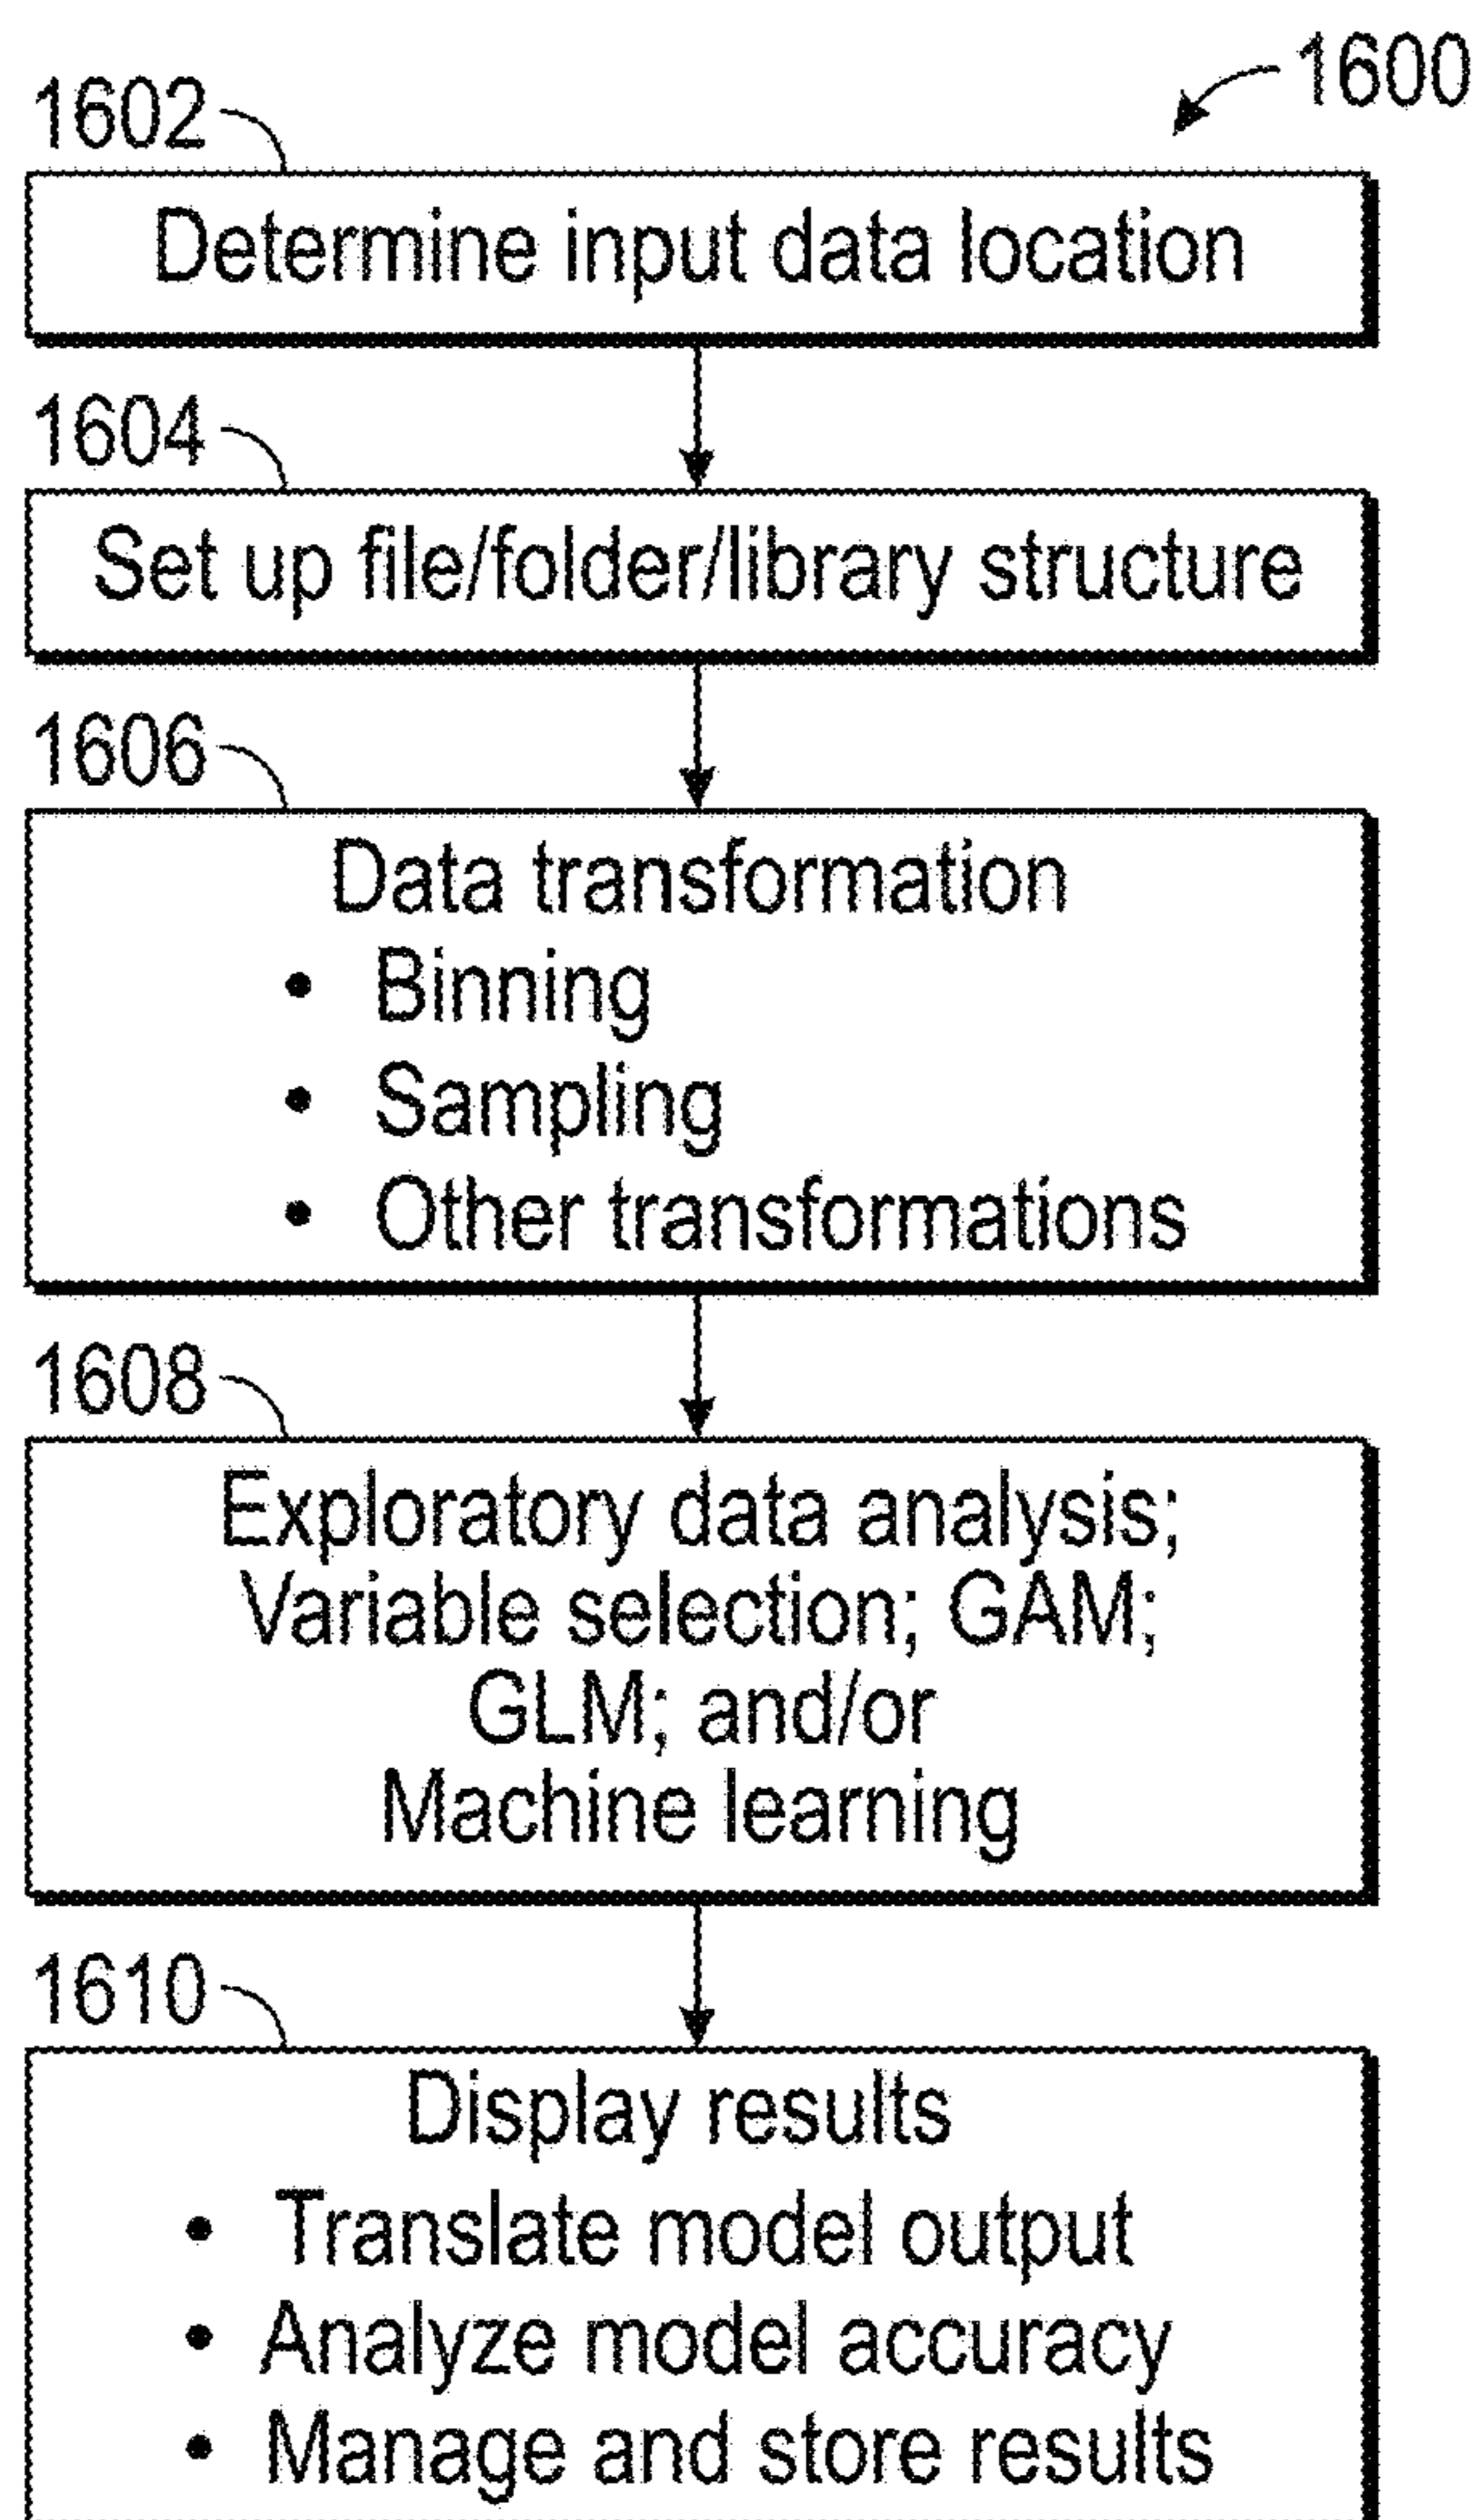 1600
1602
Determine input data location
1604
Set up file/folder/library structure
1606
Data transformation
• Binning
• Sampling
• Other transformations
1608
Exploratory data analysis;
Variable selection; GAM;
GLM; and/or
Machine learning
1610
Display results
• Translate model output
• Analyze model accuracy
• Manage and store results